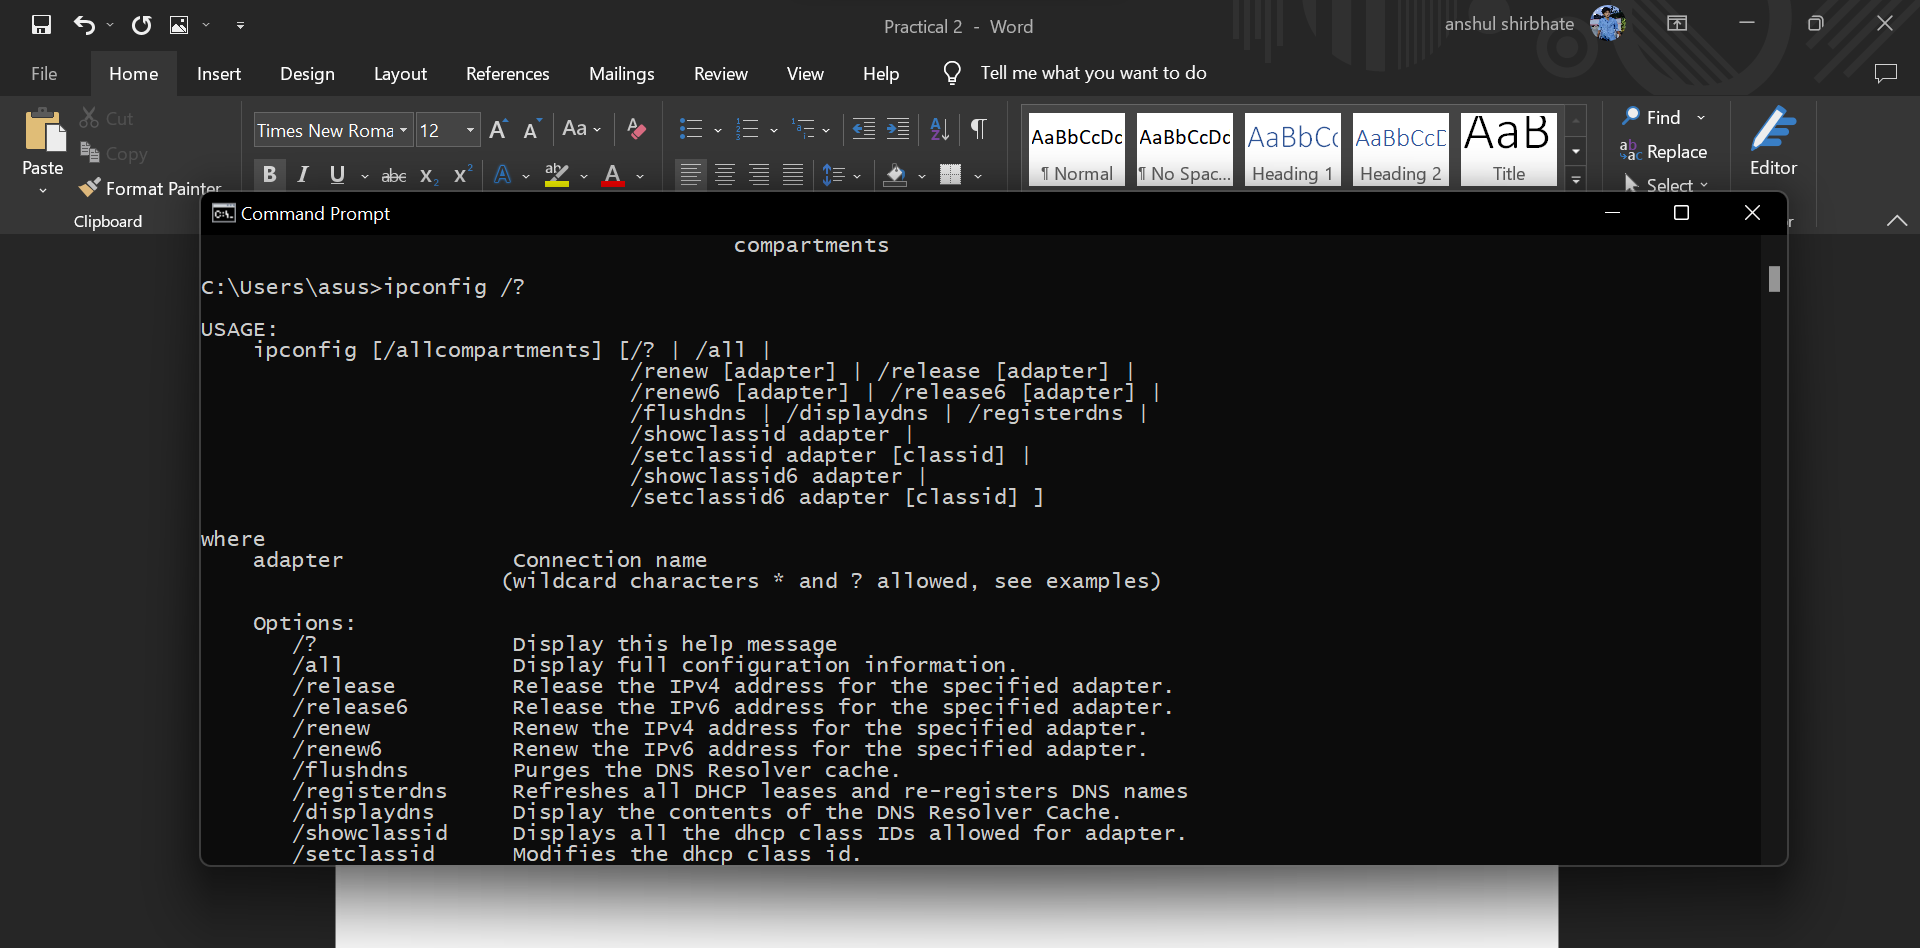 Practical 2 - Word
anshul shirbhate
File Home Insert Design Layout References Mailings Review View Help Tell me what you want to do
Paste
Cut
Copy
Format Painter
Clipboard
Times New Roma 12
A A Aa A
B I U abc X2 X2 A ab A
AaBbCcDc
¶ Normal
AaBbCcDc
¶ No Spac...
AaBbC
Heading 1
AaBbCcE
Heading 2
AaB
Title
Find
Replace
Select
Editor
Command Prompt
compartments
C:\Users\asus>ipconfig /?
USAGE:
ipconfig [/allcompartments] [/? | /all |
/renew [adapter] | /release [adapter] |
/renew6 [adapter] | /release6 [adapter] |
/flushdns | /displaydns | /registerdns |
/showclassid adapter |
/setclassid adapter [classid] |
/showclassid6 adapter |
/setclassid6 adapter [classid] ]
where
adapter Connection name
(wildcard characters * and ? allowed, see examples)
Options:
/? Display this help message
/all Display full configuration information.
/release Release the IPv4 address for the specified adapter.
/release6 Release the IPv6 address for the specified adapter.
/renew Renew the IPv4 address for the specified adapter.
/renew6 Renew the IPv6 address for the specified adapter.
/flushdns Purges the DNS Resolver cache.
/registerdns Refreshes all DHCP leases and re-registers DNS names
/displaydns Display the contents of the DNS Resolver Cache.
/showclassid Displays all the dhcp class IDs allowed for adapter.
/setclassid Modifies the dhcp class id.